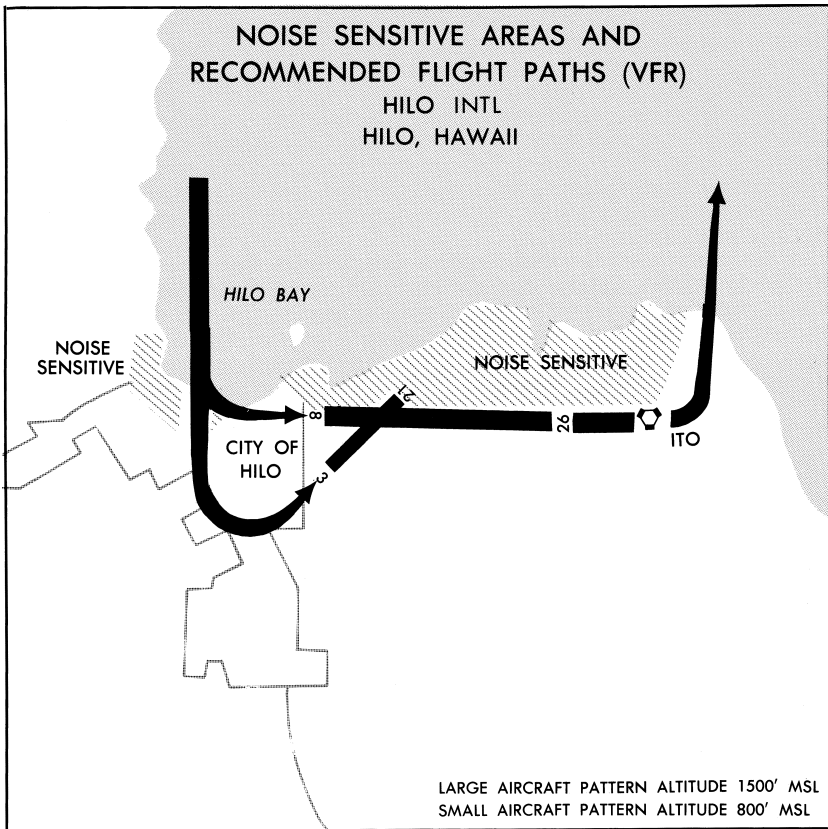 NOISE SENSITIVE AREAS AND
RECOMMENDED FLIGHT PATHS (VFR)
HILO INTL
HILO, HAWAII
HILO BAY
NOISE
SENSITIVE
NOISE SENSITIVE
21
8
26
ITO
CITY OF
HILO
3
LARGE AIRCRAFT PATTERN ALTITUDE 1500' MSL
SMALL AIRCRAFT PATTERN ALTITUDE 800' MSL